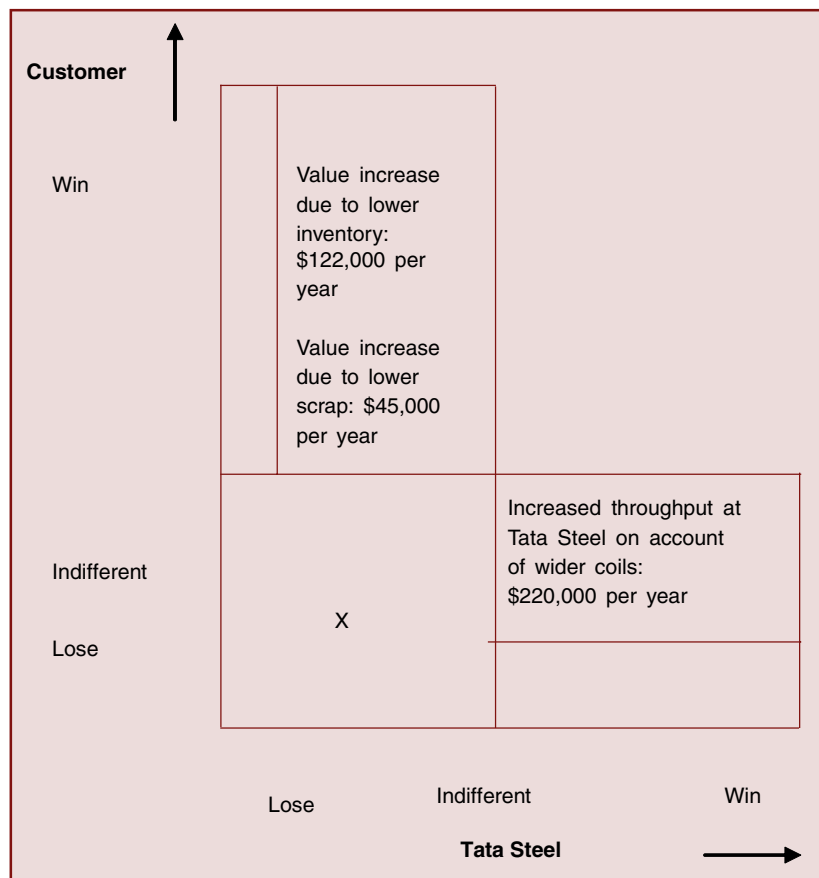 Customer
Win
Value increase
due to lower
inventory:
$122,000 per
year
Value increase
due to lower
scrap: $45,000
per year
Increased throughput at
Tata Steel on account
of wider coils:
$220,000 per year
Indifferent
X
Lose
Lose
Indifferent
Win
Tata Steel